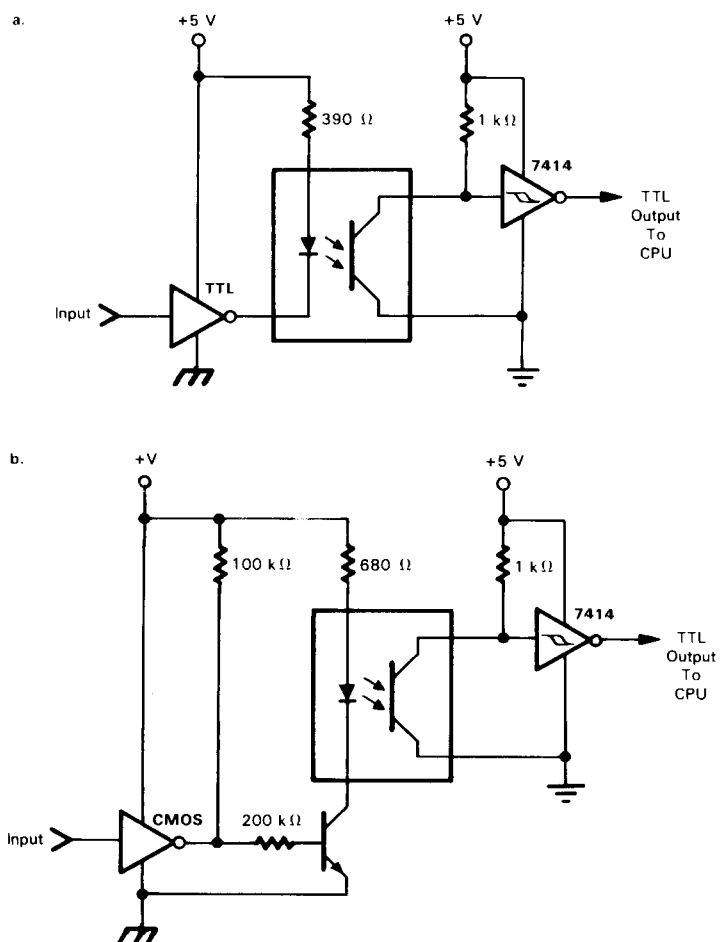 a.
+5 V
+5 V
390 Ω
1 kΩ
7414
TTL
Output
To
CPU
TTL
Input
b.
+V
+5 V
100 kΩ
680 Ω
1 kΩ
7414
TTL
Output
To
CPU
CMOS
200 kΩ
Input